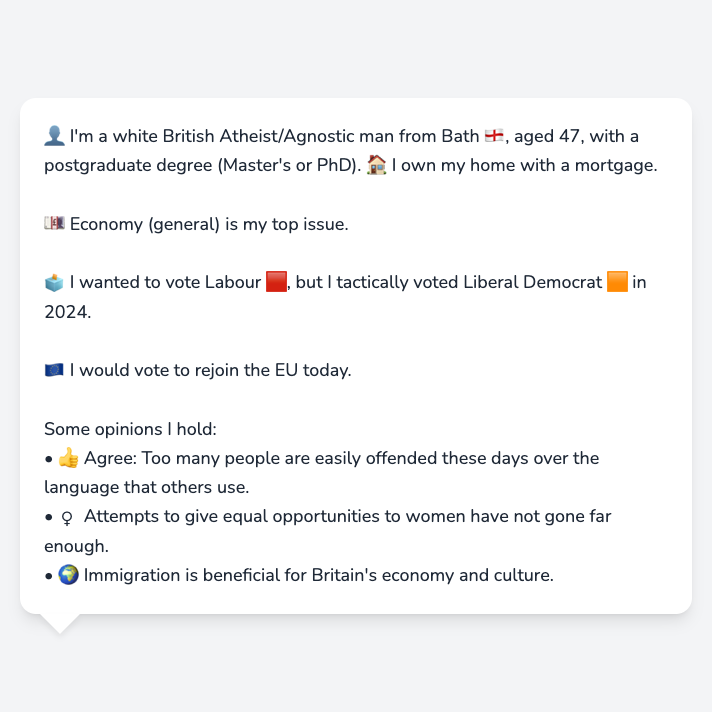 👤 I'm a white British Atheist/Agnostic man from Bath 🏴󠁧󠁢󠁥󠁮󠁧󠁿, aged 47, with a
postgraduate degree (Master's or PhD). 🏠 I own my home with a mortgage.
💷 Economy (general) is my top issue.
🗳️ I wanted to vote Labour 🟥, but I tactically voted Liberal Democrat 🟧 in
2024.
🇪🇺 I would vote to rejoin the EU today.
Some opinions I hold:
• 👍 Agree: Too many people are easily offended these days over the
language that others use.
• ♀ Attempts to give equal opportunities to women have not gone far
enough.
• 🌍 Immigration is beneficial for Britain's economy and culture.